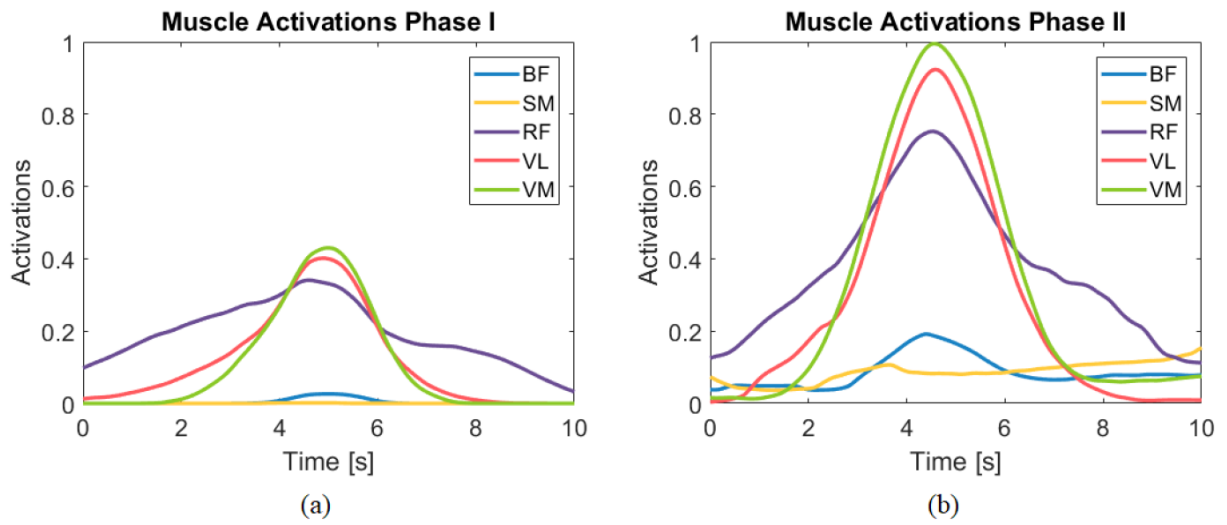 Muscle Activations Phase I
1
0.8
0.6
0.4
0.2
0
Activations
BF
SM
RF
VL
VM
0 2 4 6 8 10
Time [s]
(a)
Muscle Activations Phase II
1
0.8
0.6
0.4
0.2
0
Activations
BF
SM
RF
VL
VM
0 2 4 6 8 10
Time [s]
(b)